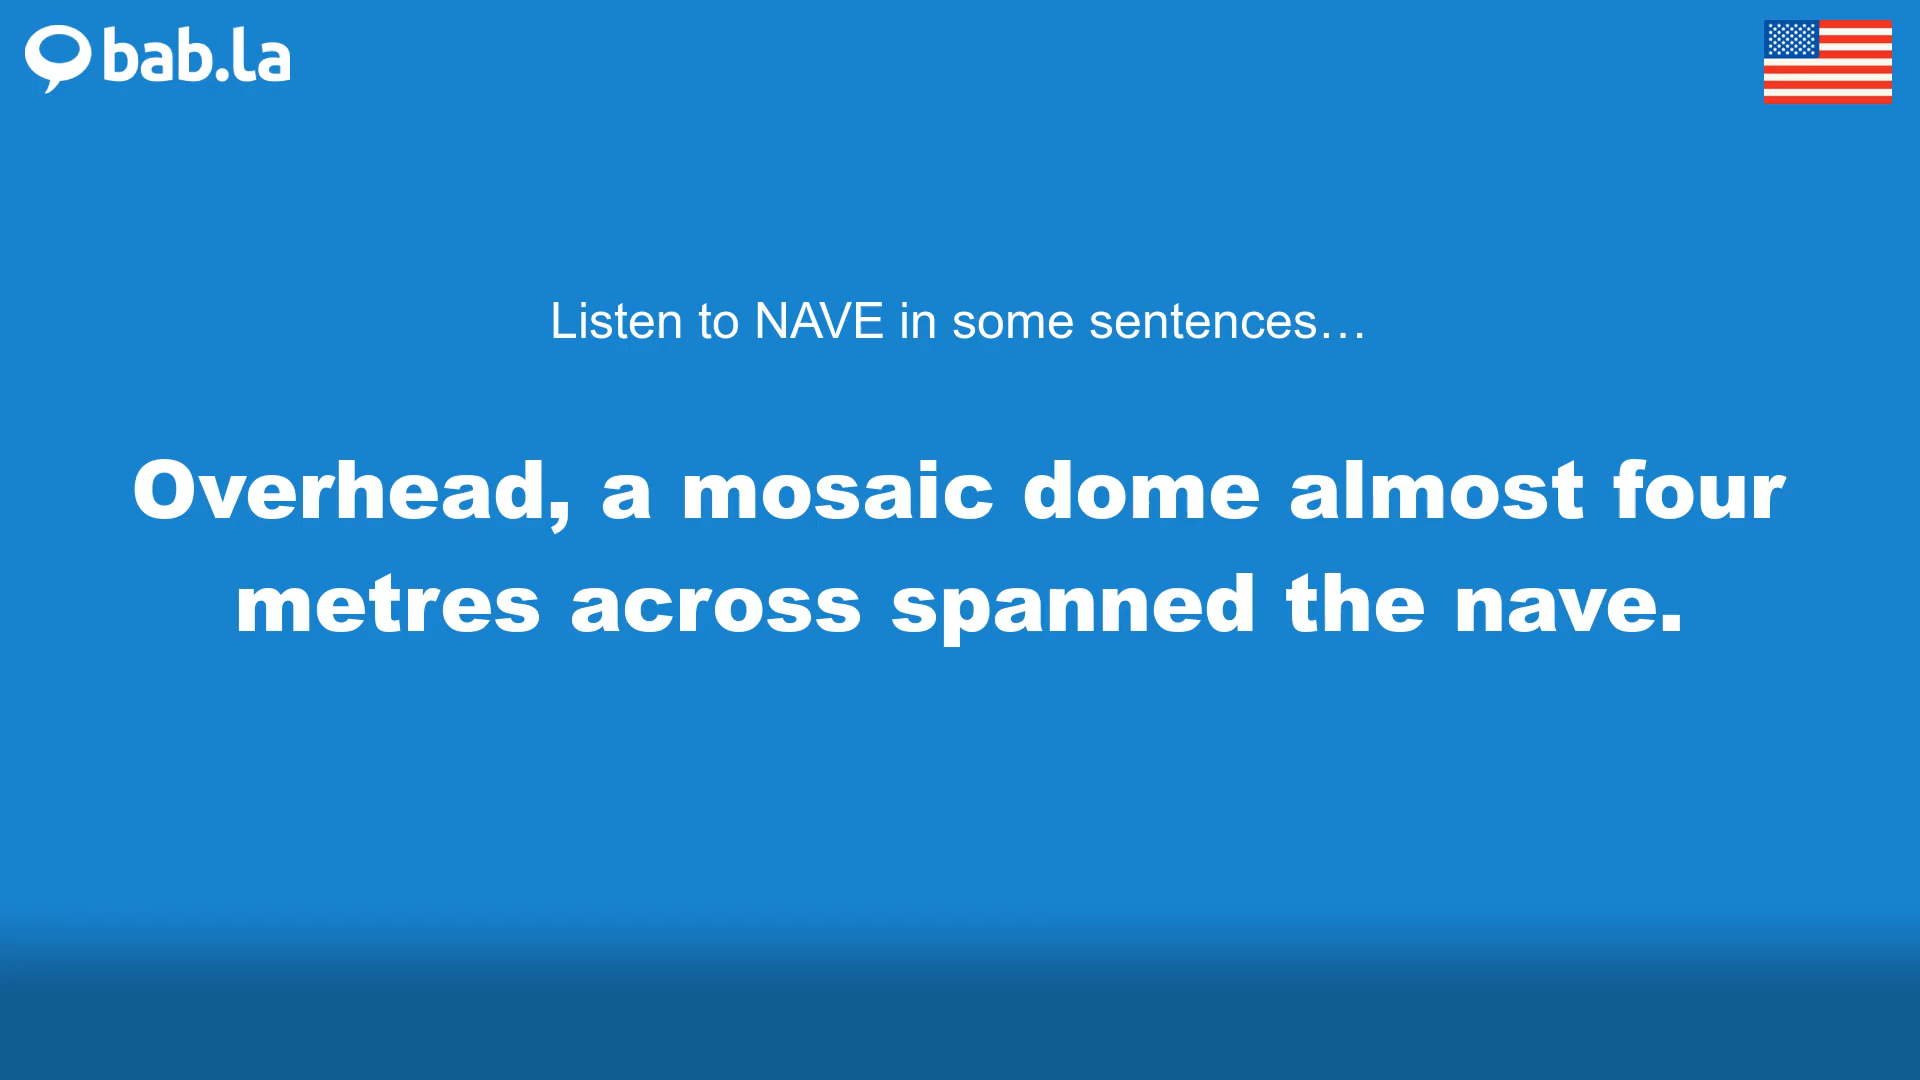 bab.la
Listen to NAVE in some sentences…
Overhead, a mosaic dome almost four
metres across spanned the nave.